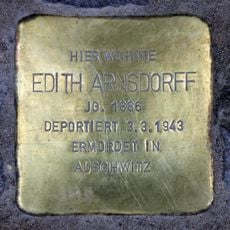 HIER WOHNTE
EDITH ARNSDORFF
JG. 1886
DEPORTIERT 3.3.1943
ERMORDET IN
AUSCHWITZ